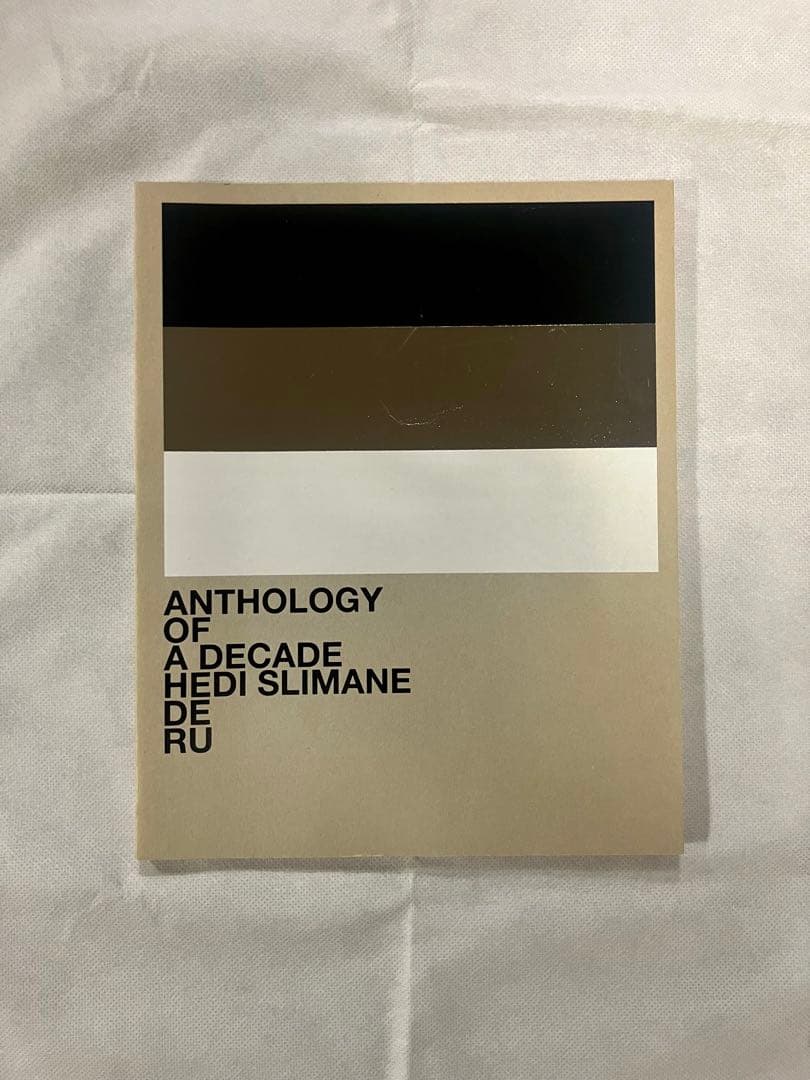 ANTHOLOGY
OF
A DECADE
HEDI SLIMANE
DE
RU